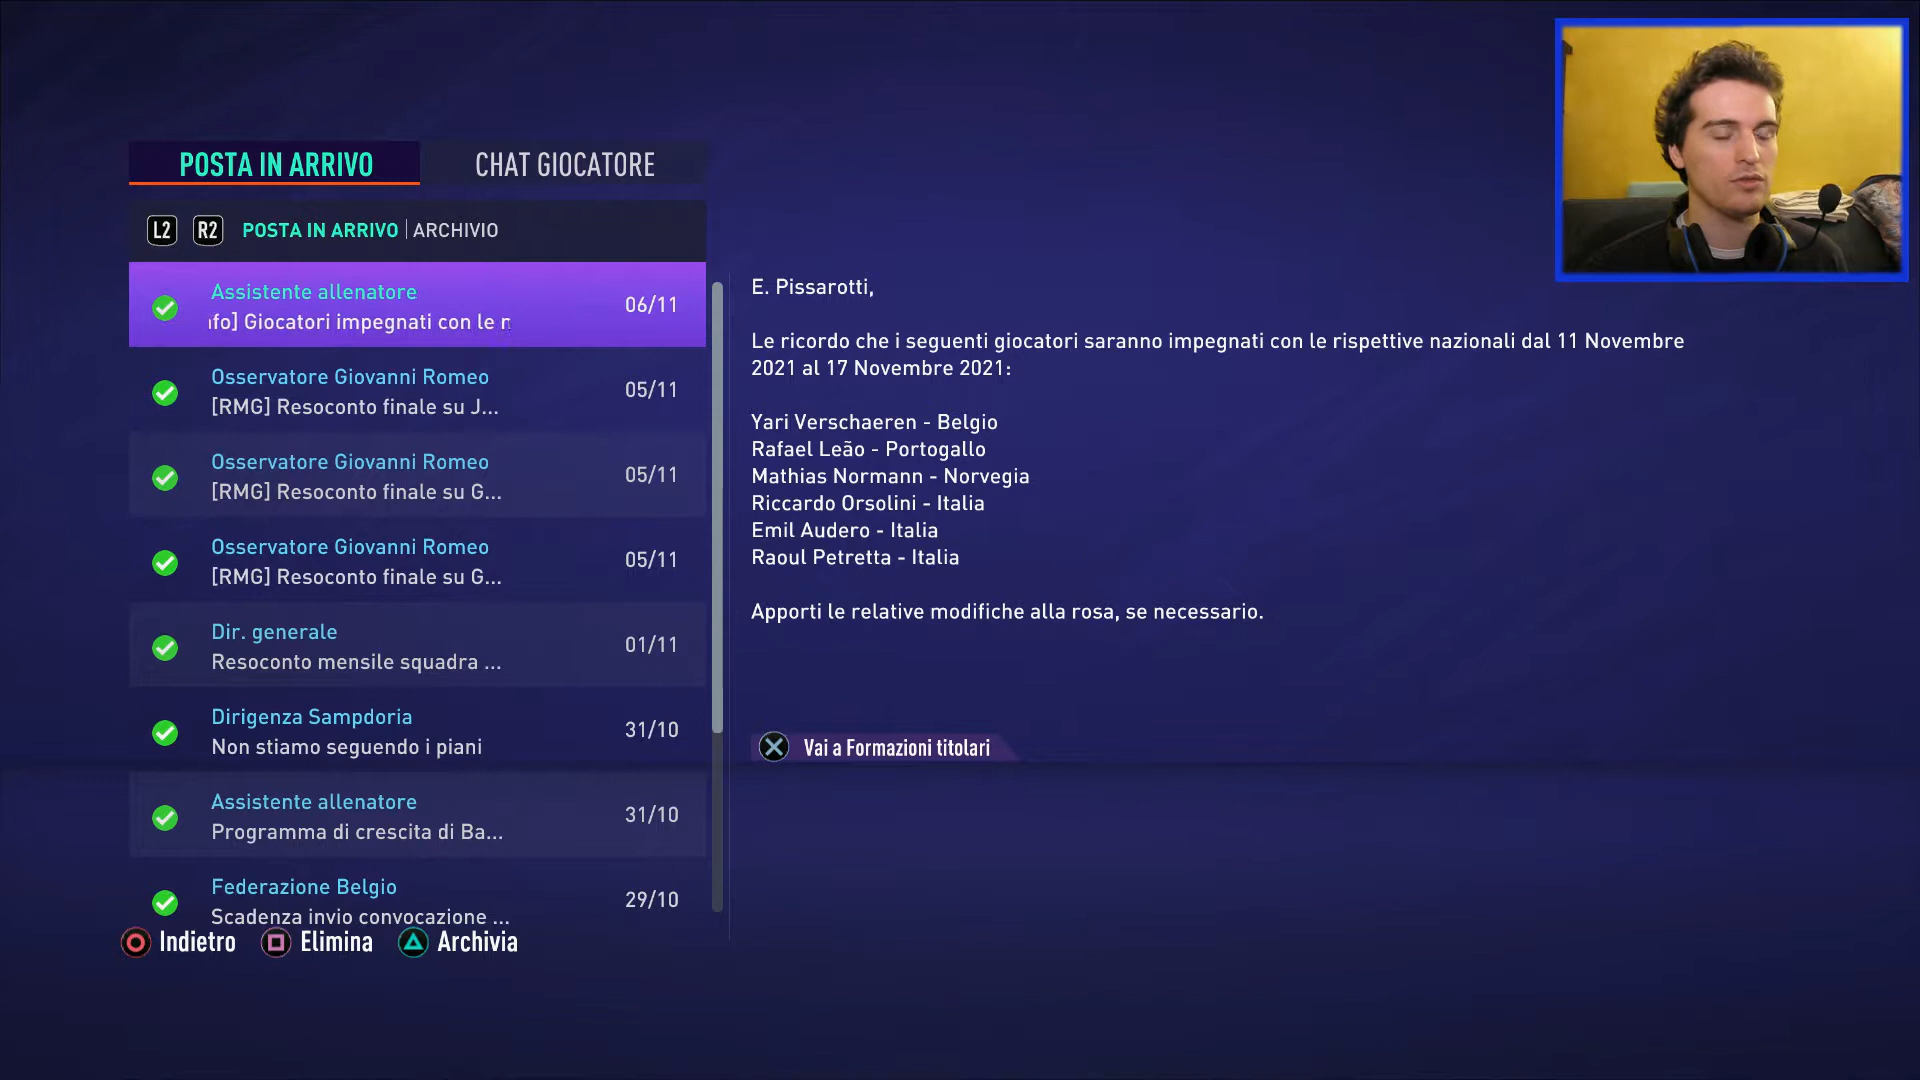 POSTA IN ARRIVO
CHAT GIOCATORE
L2 R2 POSTA IN ARRIVO | ARCHIVIO
Assistente allenatore
06/11
nfo] Giocatori impegnati con le n
Osservatore Giovanni Romeo
05/11
[RMG] Resoconto finale su J...
Osservatore Giovanni Romeo
05/11
[RMG] Resoconto finale su G...
Osservatore Giovanni Romeo
05/11
[RMG] Resoconto finale su G...
Dir. generale
01/11
Resoconto mensile squadra ...
Dirigenza Sampdoria
31/10
Non stiamo seguendo i piani
Assistente allenatore
31/10
Programma di crescita di Ba...
Federazione Belgio
29/10
Scadenza invio convocazione ...
E. Pissarotti,
Le ricordo che i seguenti giocatori saranno impegnati con le rispettive nazionali dal 11 Novembre
2021 al 17 Novembre 2021:
Yari Verschaeren - Belgio
Rafael Leão - Portogallo
Mathias Normann - Norvegia
Riccardo Orsolini - Italia
Emil Audero - Italia
Raoul Petretta - Italia
Apporti le relative modifiche alla rosa, se necessario.
Vai a Formazioni titolari
Indietro
Elimina
Archivia